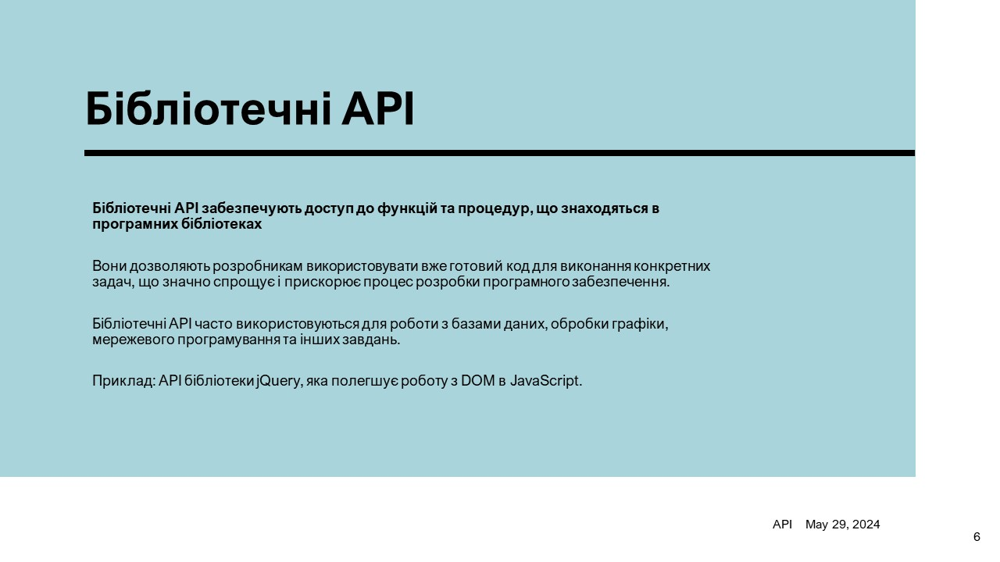 Бібліотечні API
Бібліотечні API забезпечують доступ до функцій та процедур, що знаходяться в
програмних бібліотеках
Вони дозволяють розробникам використовувати вже готовий код для виконання конкретних
задач, що значно спрощує і прискорює процес розробки програмного забезпечення.
Бібліотечні API часто використовуються для роботи з базами даних, обробки графіки,
мережевого програмування та інших завдань.
Приклад: API бібліотеки jQuery, яка полегшує роботу з DOM в JavaScript.
API May 29, 2024
6